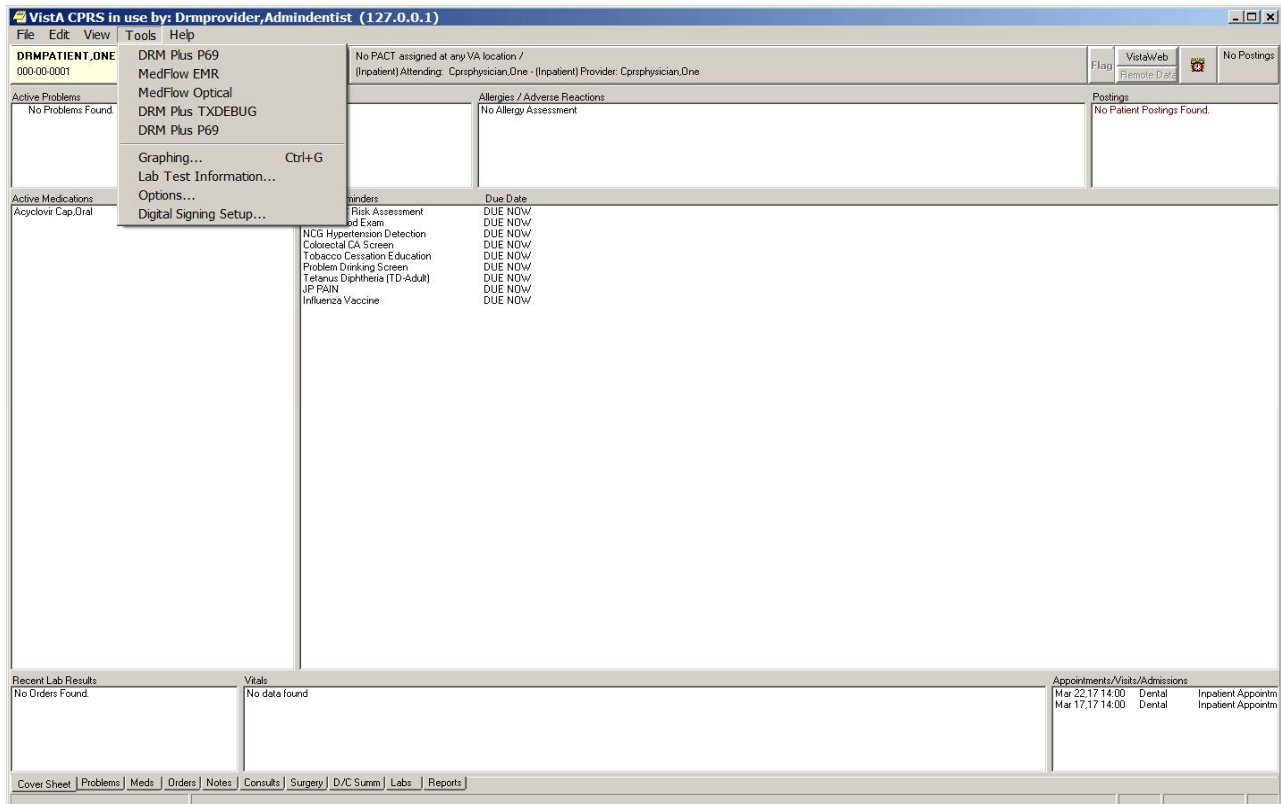 VistA CPRS in use by: Drmprovider,Admindentist (127.0.0.1)
File Edit View Tools Help
DRMPATIENT,ONE
000-00-0001
No PACT assigned at any VA location /
(Inpatient) Attending: Cprsphysician,One - (Inpatient) Provider: Cprsphysician,One
Flag
VistaWeb
Remote Data
No Postings
DRM Plus P69
MedFlow EMR
MedFlow Optical
DRM Plus TXDEBUG
DRM Plus P69
Graphing... Ctrl+G
Lab Test Information...
Options...
Digital Signing Setup...
Active Problems
No Problems Found.
Allergies / Adverse Reactions
No Allergy Assessment
Postings
No Patient Postings Found.
Active Medications
Acyclovir Cap,Oral
minders Due Date
Risk Assessment DUE NOW
od Exam DUE NOW
NCG Hypertension Detection DUE NOW
Colorectal CA Screen DUE NOW
Tobacco Cessation Education DUE NOW
Problem Drinking Screen DUE NOW
Tetanus Diphtheria (TD-Adult) DUE NOW
JP PAIN DUE NOW
Influenza Vaccine DUE NOW
Recent Lab Results
No Orders Found.
Vitals
No data found
Appointments/Visits/Admissions
Mar 22,17 14:00 Dental Inpatient Appointm
Mar 17,17 14:00 Dental Inpatient Appointm
Cover Sheet Problems Meds Orders Notes Consults Surgery D/C Summ Labs Reports